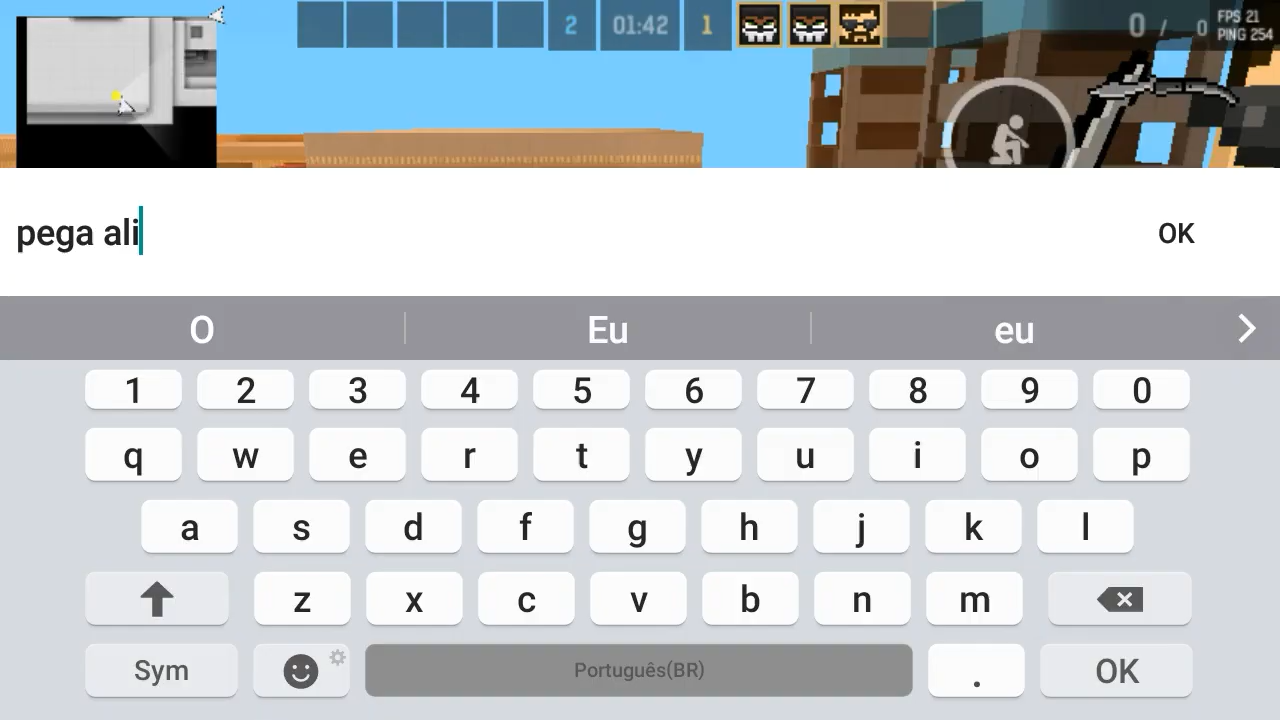 2 01:42 1 0 / 0 FPS 21
PING 254
pega ali OK
O Eu eu
1 2 3 4 5 6 7 8 9 0
q w e r t y u i o p
a s d f g h j k l
z x c v b n m
Sym Português(BR) . OK